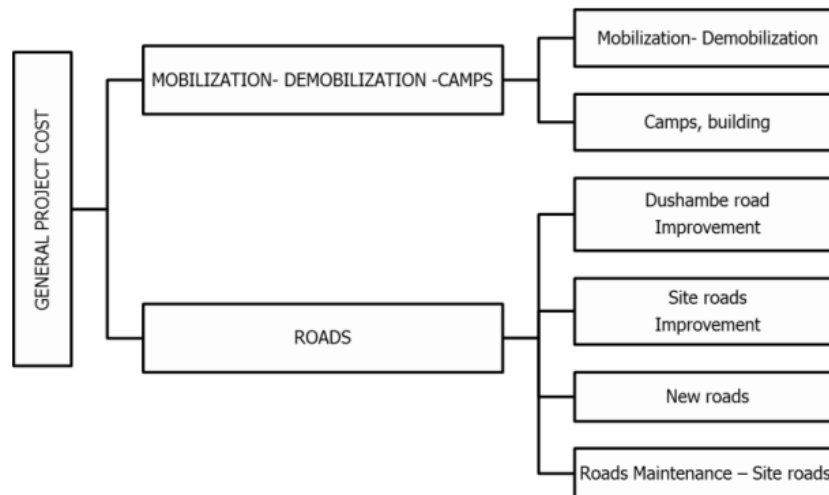 GENERAL PROJECT COST
MOBILIZATION- DEMOBILIZATION -CAMPS
Mobilization- Demobilization
Camps, building
ROADS
Dushambe road
Improvement
Site roads
Improvement
New roads
Roads Maintenance – Site roads